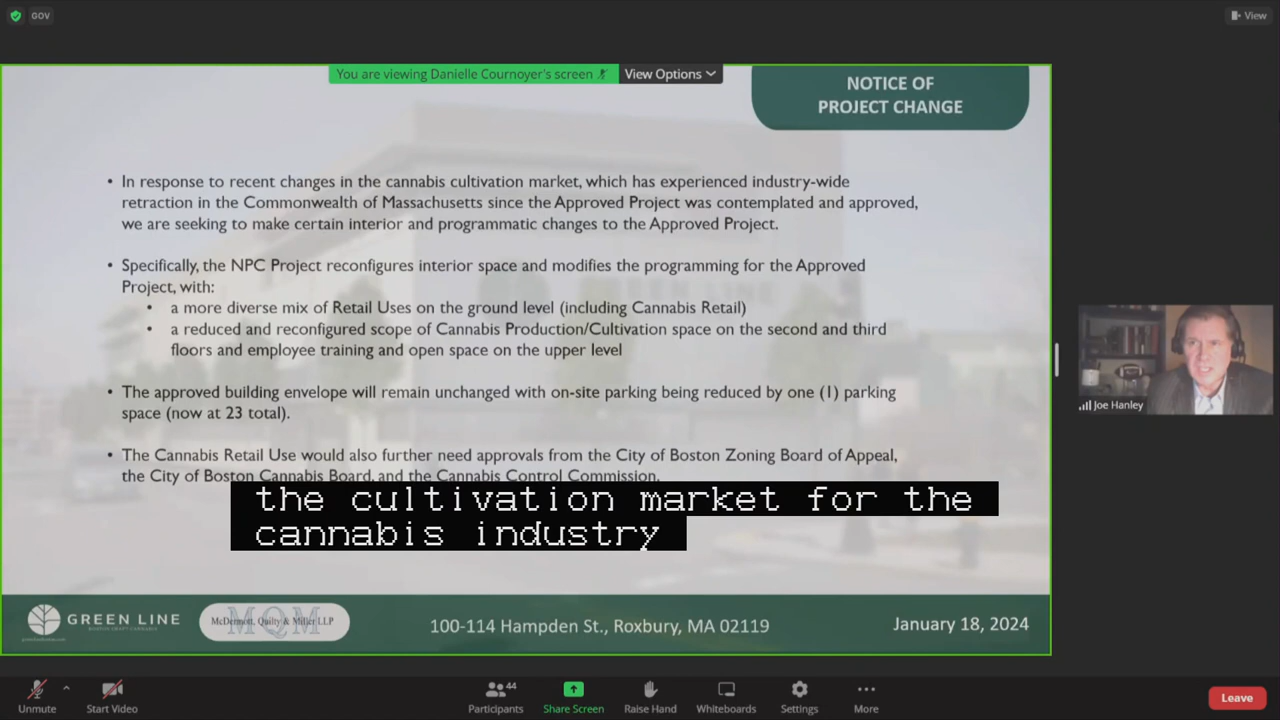 GOV
View
You are viewing Danielle Cournoyer's screen
View Options
NOTICE OF
PROJECT CHANGE
• In response to recent changes in the cannabis cultivation market, which has experienced industry-wide
retraction in the Commonwealth of Massachusetts since the Approved Project was contemplated and approved,
we are seeking to make certain interior and programmatic changes to the Approved Project.
• Specifically, the NPC Project reconfigures interior space and modifies the programming for the Approved
Project, with:
• a more diverse mix of Retail Uses on the ground level (including Cannabis Retail)
• a reduced and reconfigured scope of Cannabis Production/Cultivation space on the second and third
floors and employee training and open space on the upper level
• The approved building envelope will remain unchanged with on-site parking being reduced by one (1) parking
space (now at 23 total).
• The Cannabis Retail Use would also further need approvals from the City of Boston Zoning Board of Appeal,
the City of Boston Cannabis Board, and the Cannabis Control Commission.
the cultivation market for the
cannabis industry
Joe Hanley
GREEN LINE
BOSTON CRAFT CANNABIS
MQM
McDermott, Quilty & Miller LLP
100-114 Hampden St., Roxbury, MA 02119
January 18, 2024
Unmute
Start Video
44
Participants
Share Screen
Raise Hand
Whiteboards
Settings
More
Leave